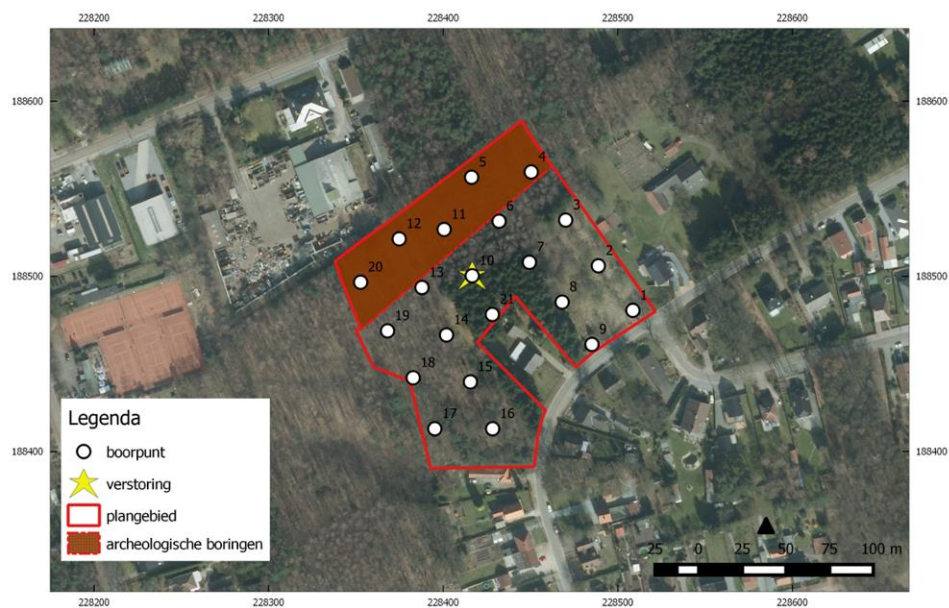 228200 228300 228400 228500 228600
188600 188600
5 4
12 11 6 3
188500 20 13 10 7 2 188500
21 8 1
19 14 9
18 15
17 16
Legenda
boorpunt
188400 188400
verstoring
plangebied
archeologische boringen
25 0 25 50 75 100 m
228200 228300 228400 228500 228600